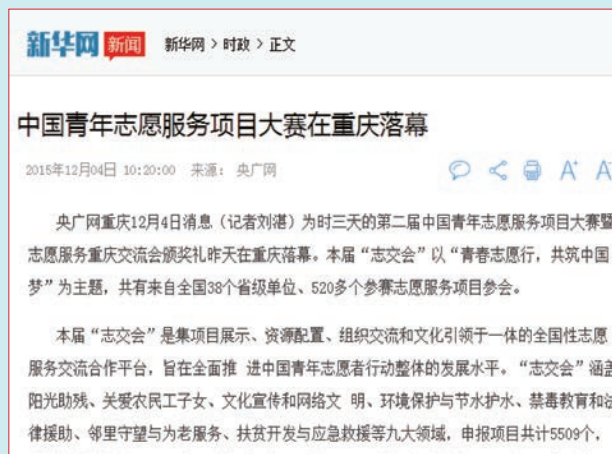 新华网 新闻 新华网 > 时政 > 正文
中国青年志愿服务项目大赛在重庆落幕
2015年12月04日 10:20:00 来源： 央广网 A+ A-
央广网重庆12月4日消息（记者刘湛）为时三天的第二届中国青年志愿服务项目大赛暨
志愿服务重庆交流会颁奖礼昨天在重庆落幕。本届“志交会”以“青春志愿行，共筑中国
梦”为主题，共有来自全国38个省级单位、520多个参赛志愿服务项目参会。
本届“志交会”是集项目展示、资源配置、组织交流和文化引领于一体的全国性志愿
服务交流合作平台，旨在全面推 进中国青年志愿者行动整体的发展水平。“志交会”涵盖
阳光助残、关爱农民工子女、文化宣传和网络文 明、环境保护与节水护水、禁毒教育和法
律援助、邻里守望与为老服务、扶贫开发与应急救援等九大领域，申报项目共计5509个，